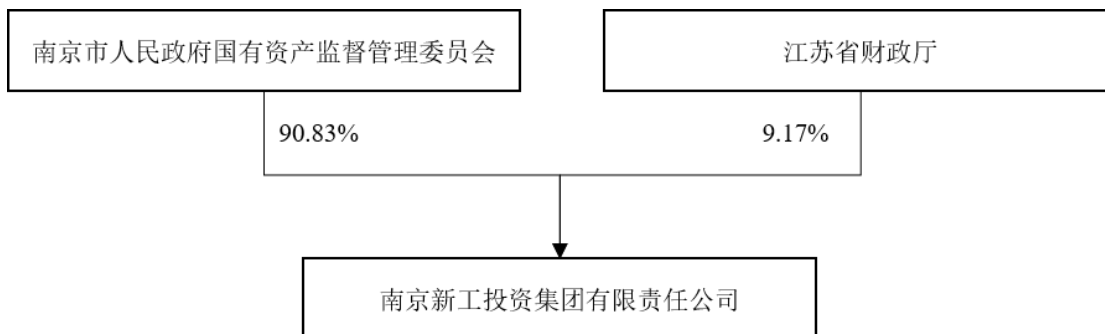 南京市人民政府国有资产监督管理委员会
江苏省财政厅
90.83%
9.17%
南京新工投资集团有限责任公司